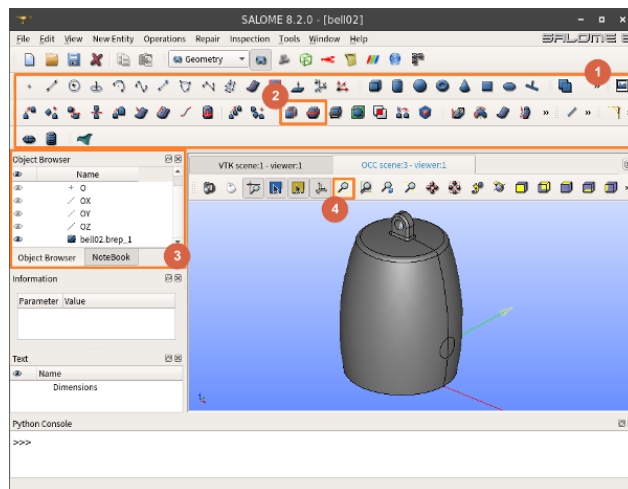 SALOME 8.2.0 - [bell02]
File Edit View New Entity Operations Repair Inspection Tools Window Help
Geometry
1
2
Object Browser
Name
O
OX
OY
OZ
bell02.brep_1
Object Browser NoteBook
3
VTK scene:1 - viewer:1 OCC scene:3 - viewer:1
4
Information
Parameter Value
Text
Name
Dimensions
Python Console
>>>